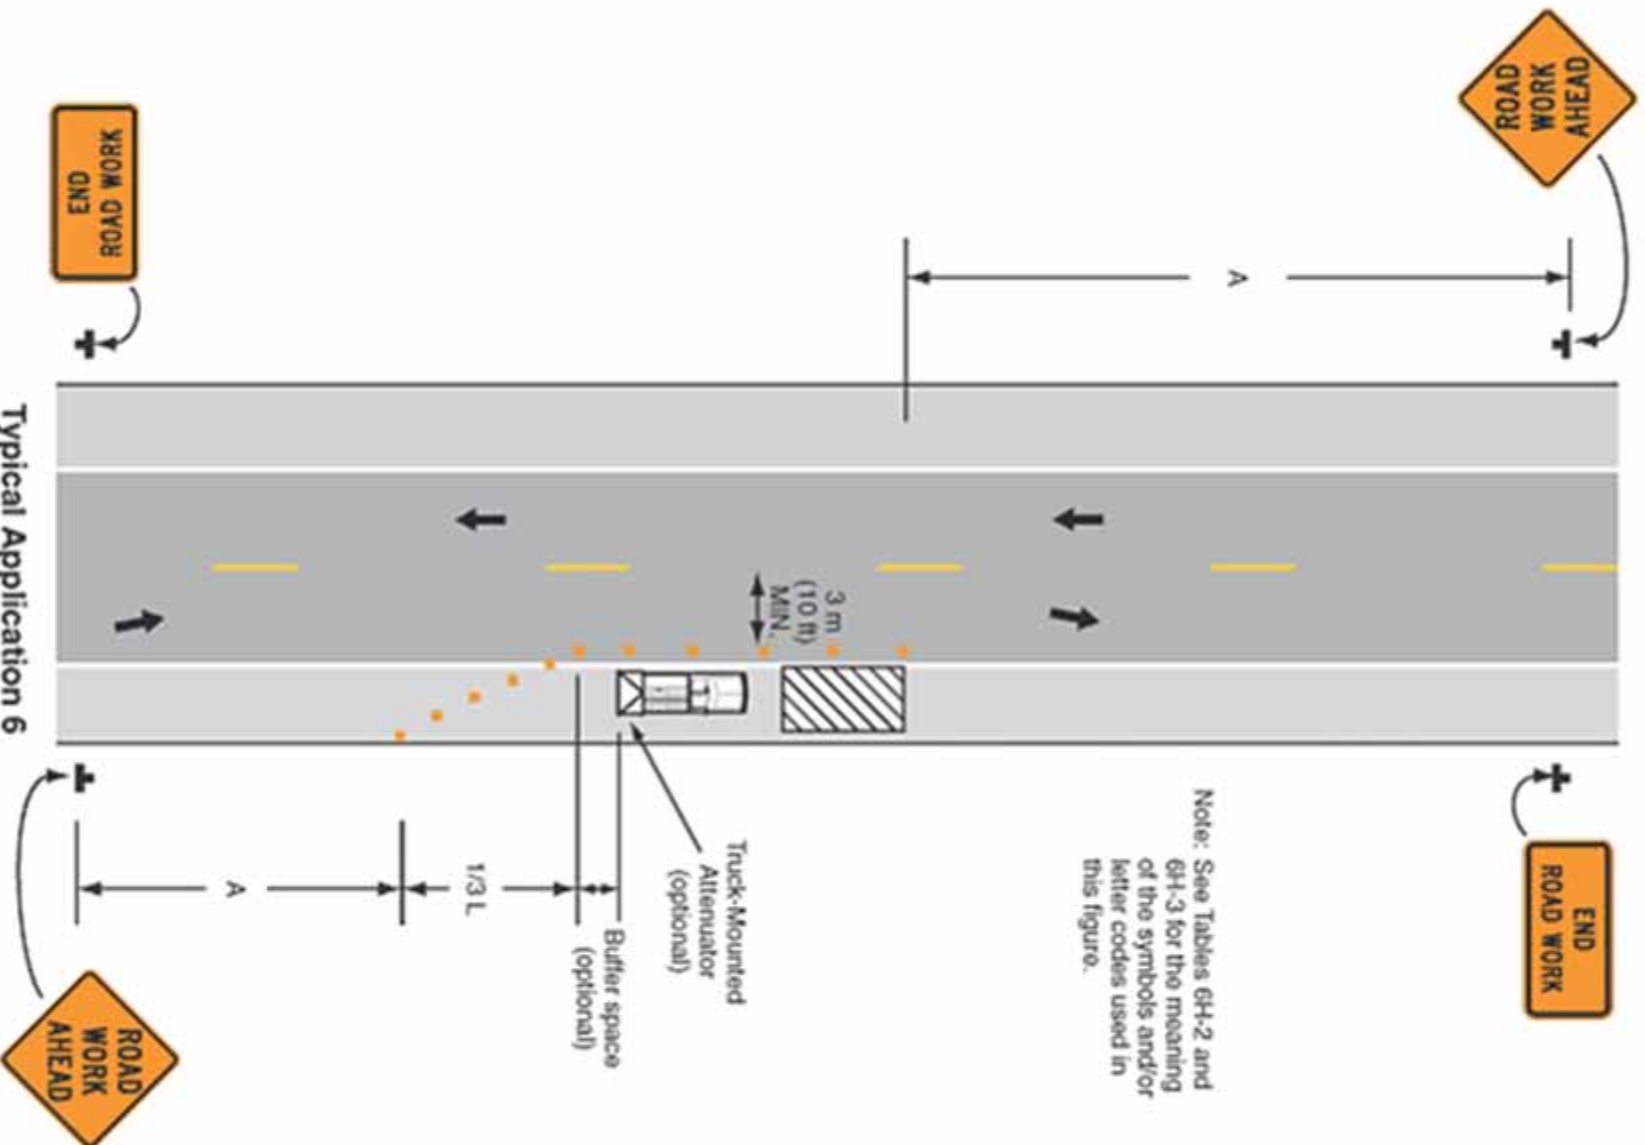 ROAD
WORK
AHEAD
END
ROAD WORK
A
3 m
(10 ft)
MIN.
Note: See Tables 6H-2 and
6H-3 for the meaning
of the symbols and/or
letter codes used in
this figure.
END
ROAD WORK
Truck-Mounted
Attenuator
(optional)
Buffer space
(optional)
1/3 L
A
ROAD
WORK
AHEAD
Typical Application 6